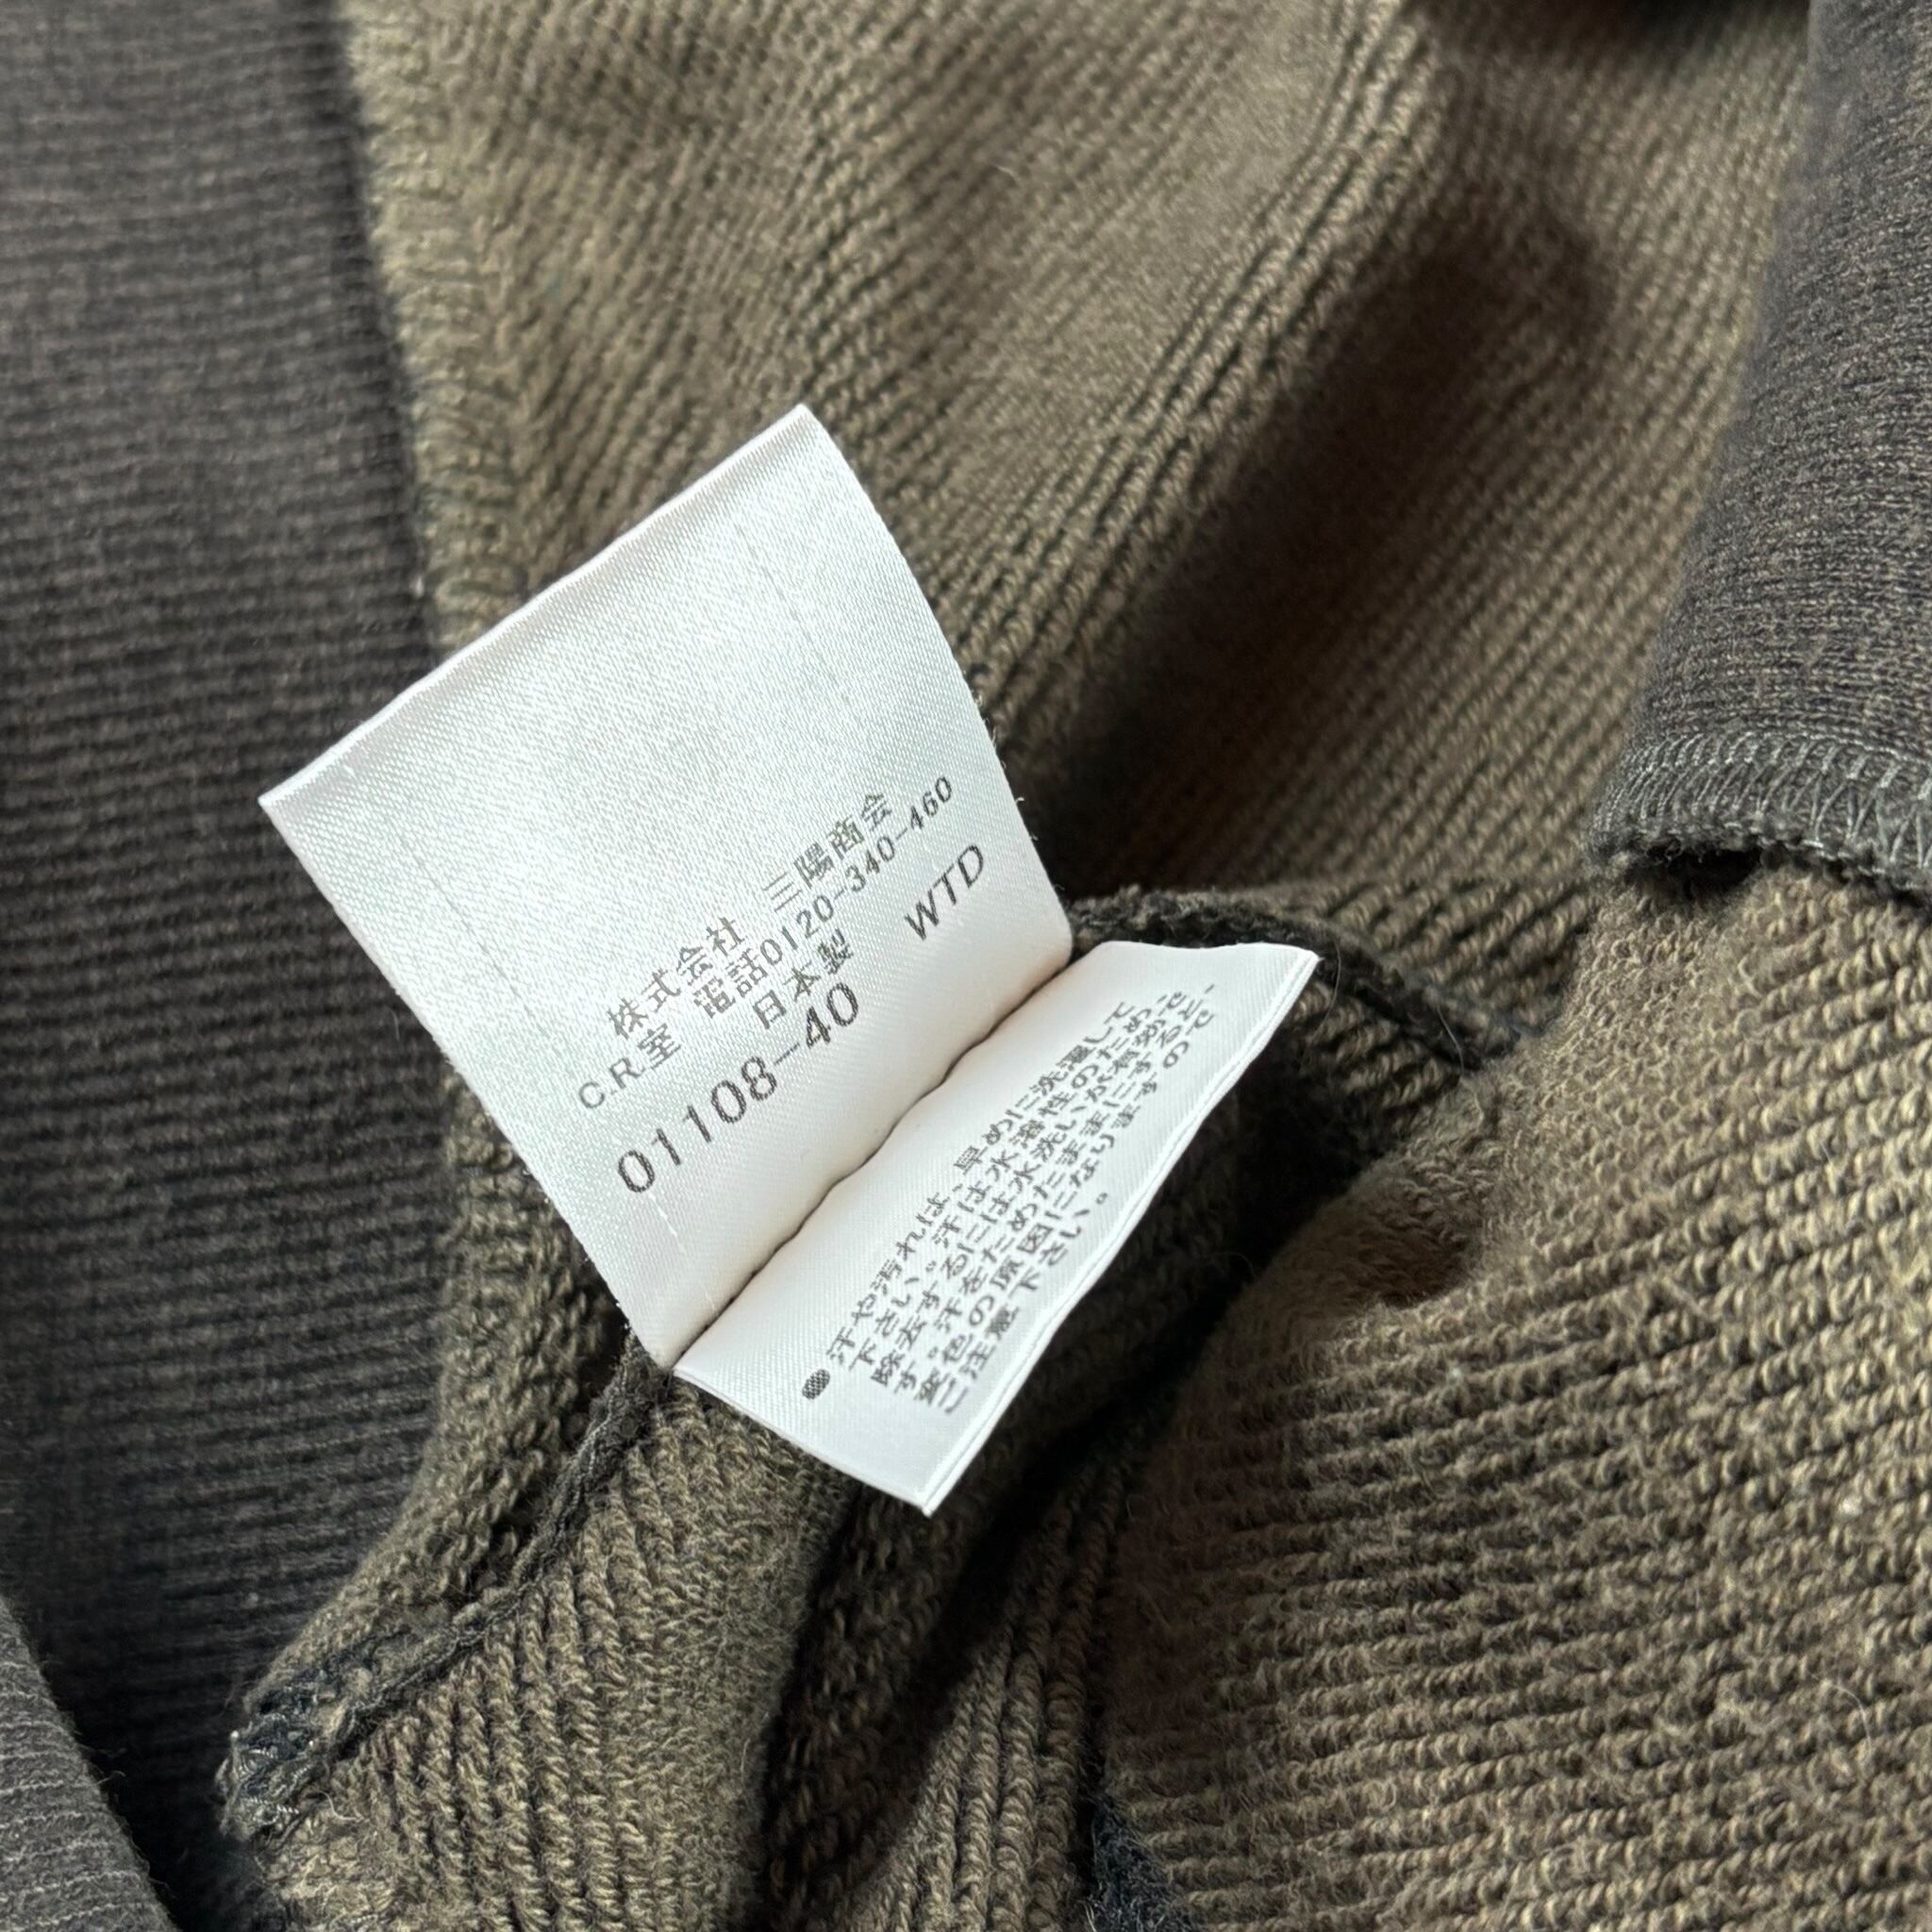 株式会社 三陽商会
C.R.室 電話0120-340-460
日本製 WTD
01108-40
●汗や汚れは、早めに洗濯して
下さい。汗は水溶性のため、
除去するには水洗いが有効で
す。汗をためたままにすると、
変色の原因になりますので
ご注意下さい。